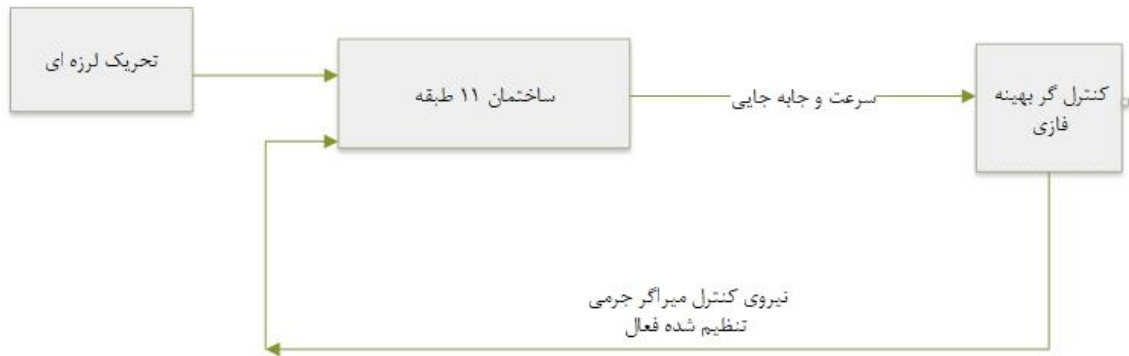 تحریک لرزه ای
ساختمان ۱۱ طبقه
سرعت و جابه جایی
کنترل گر بهینه
فازی
نیروی کنترل میراگر جرمی
تنظیم شده فعال